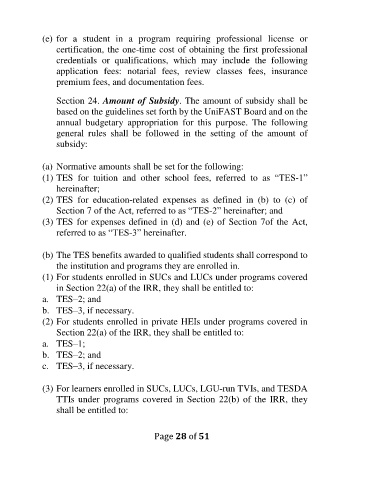 (e) for a student in a program requiring professional license or
certification, the one-time cost of obtaining the first professional
credentials or qualifications, which may include the following
application fees: notarial fees, review classes fees, insurance
premium fees, and documentation fees.
Section 24. Amount of Subsidy. The amount of subsidy shall be
based on the guidelines set forth by the UniFAST Board and on the
annual budgetary appropriation for this purpose. The following
general rules shall be followed in the setting of the amount of
subsidy:
(a) Normative amounts shall be set for the following:
(1) TES for tuition and other school fees, referred to as “TES-1”
hereinafter;
(2) TES for education-related expenses as defined in (b) to (c) of
Section 7 of the Act, referred to as “TES-2” hereinafter; and
(3) TES for expenses defined in (d) and (e) of Section 7of the Act,
referred to as “TES-3” hereinafter.
(b) The TES benefits awarded to qualified students shall correspond to
the institution and programs they are enrolled in.
(1) For students enrolled in SUCs and LUCs under programs covered
in Section 22(a) of the IRR, they shall be entitled to:
a. TES–2; and
b. TES–3, if necessary.
(2) For students enrolled in private HEIs under programs covered in
Section 22(a) of the IRR, they shall be entitled to:
a. TES–1;
b. TES–2; and
c. TES–3, if necessary.
(3) For learners enrolled in SUCs, LUCs, LGU-run TVIs, and TESDA
TTIs under programs covered in Section 22(b) of the IRR, they
shall be entitled to:
Page 28 of 51